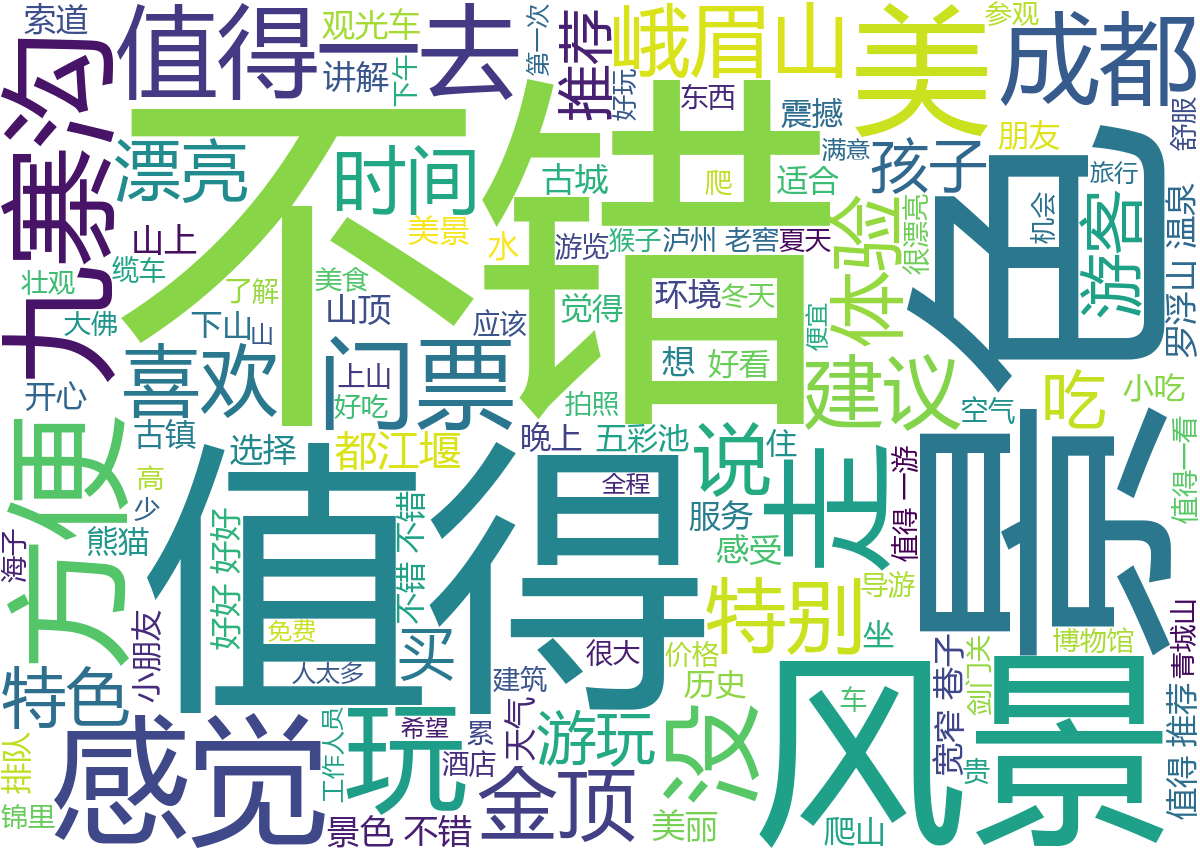 索道
值得一去
观光车
讲解
下午
第一次
推荐
好玩
峨眉山
东西
震撼
美
参观
成都
朋友
舒服
九寨沟
不错
漂亮
时间
古城
爬
适合
满意
孩子
景色
旅行
机会
游客
温泉
罗浮山
山上
美景
水
游览
猴子
泸州 老窖
夏天
体验
很漂亮
壮观
缆车
了解
美食
大佛
下山
山
山顶
应该
觉得
环境
冬天
便宜
喜欢
门票
上山
好吃
想
好看
拍照
建议
吃
小吃
空气
开心
古镇
选择
都江堰
晚上
五彩池
说
住
走
值得 一游
值得一看
方便
高
少
熊猫
海子
好好 好好
值得
不错 不错
全程
服务
感受
特别
导游
免费
人太多
买
很大
建筑
价格
坐
博物馆
青城山
小朋友
特色
历史
宽窄 巷子
剑门关
值得 推荐
排队
锦里
感觉
工作人员
玩
希望
累
酒店
天气
游玩
没
车
贵
风景
景色 不错
金顶
美丽
爬山